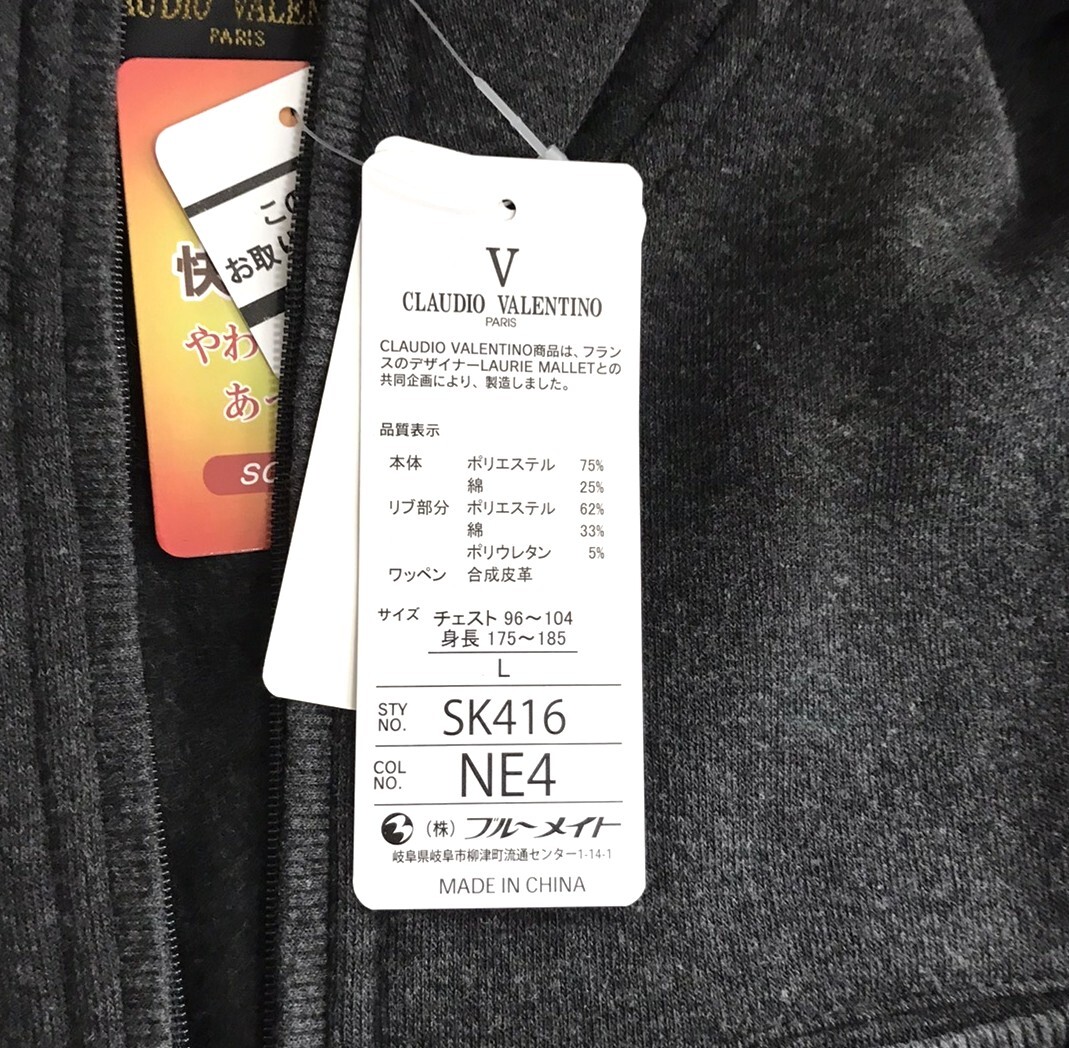 PARIS
この
お取り
快
やわ
あ
V
CLAUDIO VALENTINO
PARIS
CLAUDIO VALENTINO商品は、フラン
スのデザイナーLAURIE MALLETとの
共同企画により、製造しました。
品質表示
本体 ポリエステル 75%
綿 25%
リブ部分 ポリエステル 62%
綿 33%
ポリウレタン 5%
ワッペン 合成皮革
サイズ チェスト 96〜104
身長 175〜185
L
STY NO. SK416
COL NO. NE4
(株) ブルーメイト
岐阜県岐阜市柳津町流通センター1-14-1
MADE IN CHINA